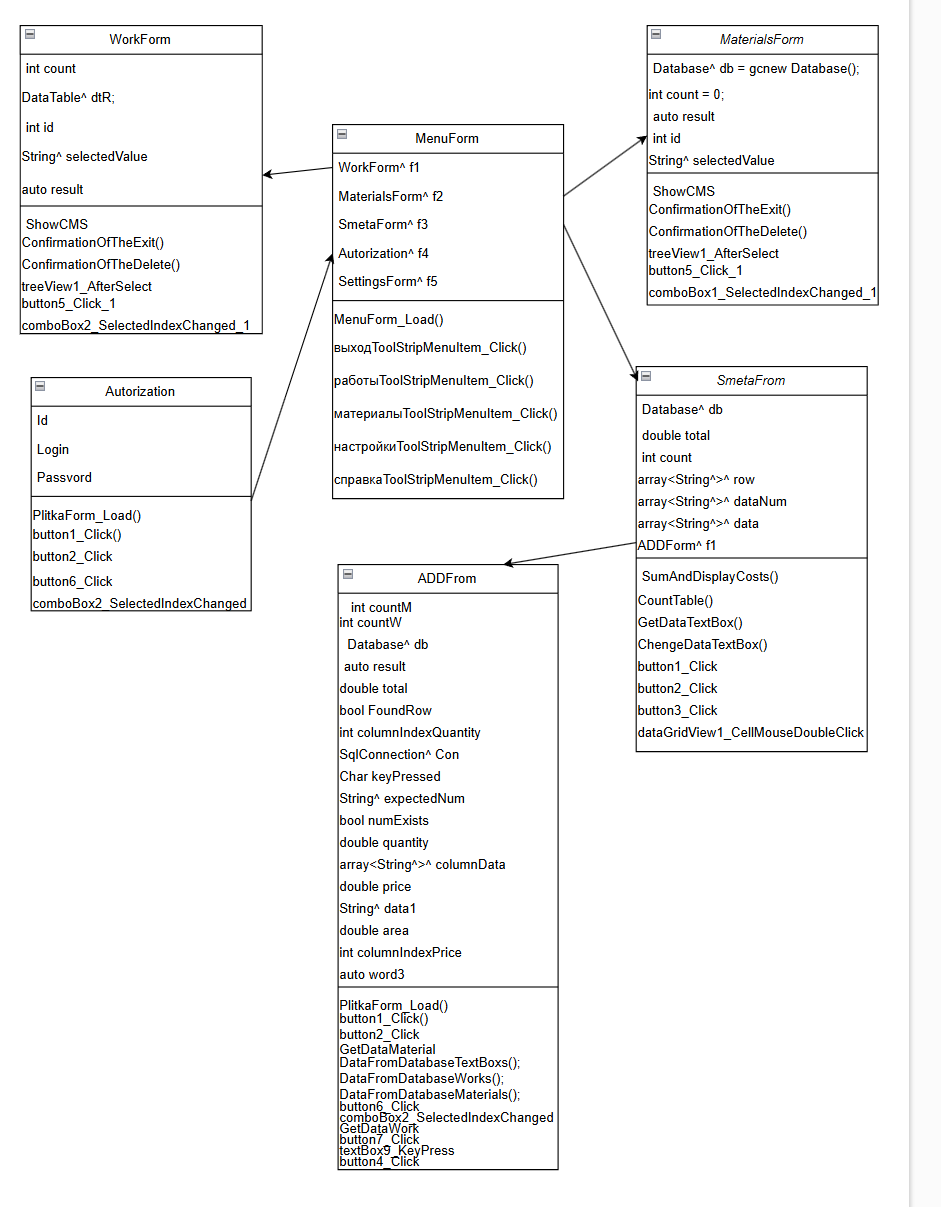 WorkForm
int count
DataTable^ dtR;
int id
String^ selectedValue
auto result
ShowCMS
ConfirmationOfTheExit()
ConfirmationOfTheDelete()
treeView1_AfterSelect
button5_Click_1
comboBox2_SelectedIndexChanged_1
MaterialsForm
Database^ db = gcnew Database();
int count = 0;
auto result
int id
String^ selectedValue
ShowCMS
ConfirmationOfTheExit()
ConfirmationOfTheDelete()
treeView1_AfterSelect
button5_Click_1
comboBox1_SelectedIndexChanged_1
MenuForm
WorkForm^ f1
MaterialsForm^ f2
SmetaForm^ f3
Autorization^ f4
SettingsForm^ f5
MenuForm_Load()
выходToolStripMenuItem_Click()
работыToolStripMenuItem_Click()
материалыToolStripMenuItem_Click()
настройкиToolStripMenuItem_Click()
справкаToolStripMenuItem_Click()
Autorization
Id
Login
Passvord
PlitkaForm_Load()
button1_Click()
button2_Click
button6_Click
comboBox2_SelectedIndexChanged
SmetaFrom
Database^ db
double total
int count
array<String^>^ row
array<String^>^ dataNum
array<String^>^ data
ADDForm^ f1
SumAndDisplayCosts()
CountTable()
GetDataTextBox()
ChengeDataTextBox()
button1_Click
button2_Click
button3_Click
dataGridView1_CellMouseDoubleClick
ADDFrom
int countM
int countW
Database^ db
auto result
double total
bool FoundRow
int columnIndexQuantity
SqlConnection^ Con
Char keyPressed
String^ expectedNum
bool numExists
double quantity
array<String^>^ columnData
double price
String^ data1
double area
int columnIndexPrice
auto word3
PlitkaForm_Load()
button1_Click()
button2_Click
GetDataMaterial
DataFromDatabaseTextBoxs();
DataFromDatabaseWorks();
DataFromDatabaseMaterials();
button6_Click
comboBox2_SelectedIndexChanged
GetDataWork
button7_Click
textBox9_KeyPress
button4_Click